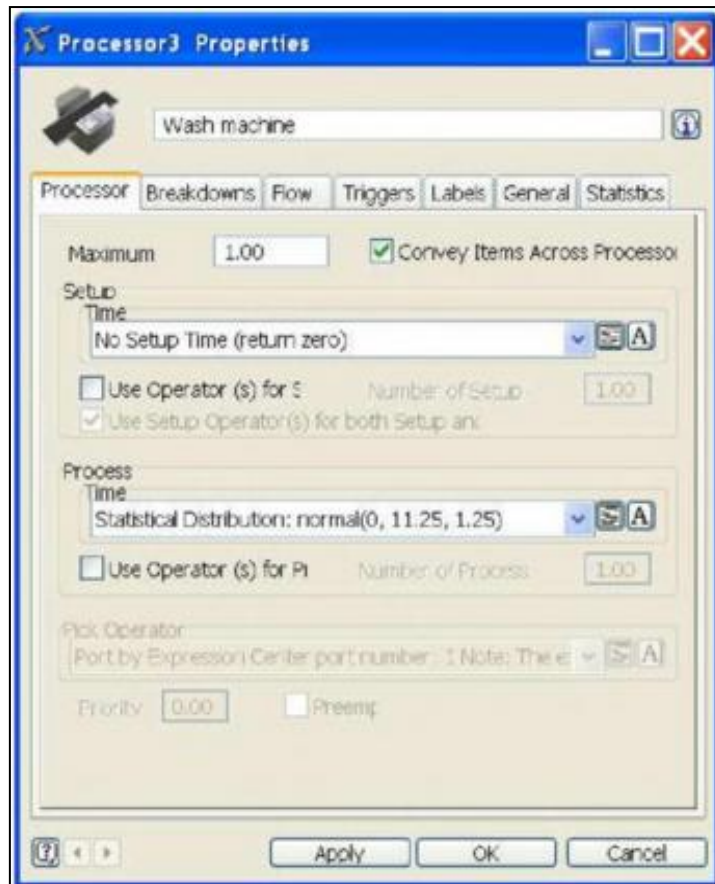 Processor3 Properties
Wash machine
Processor Breakdowns Flow Triggers Labels General Statistics
Maximum 1.00 Convey Items Across Processor
Setup
Time
No Setup Time (return zero) A
Use Operator (s) for S Number of Setup 1.00
Use Setup Operator(s) for both Setup and
Process
Time
Statistical Distribution: normal(0, 11.25, 1.25) A
Use Operator (s) for Pr Number of Process 1.00
Pick Operator
Port by Expression Center port number: 1 Note: The e A
Priority 0.00 Preemp
? Apply OK Cancel